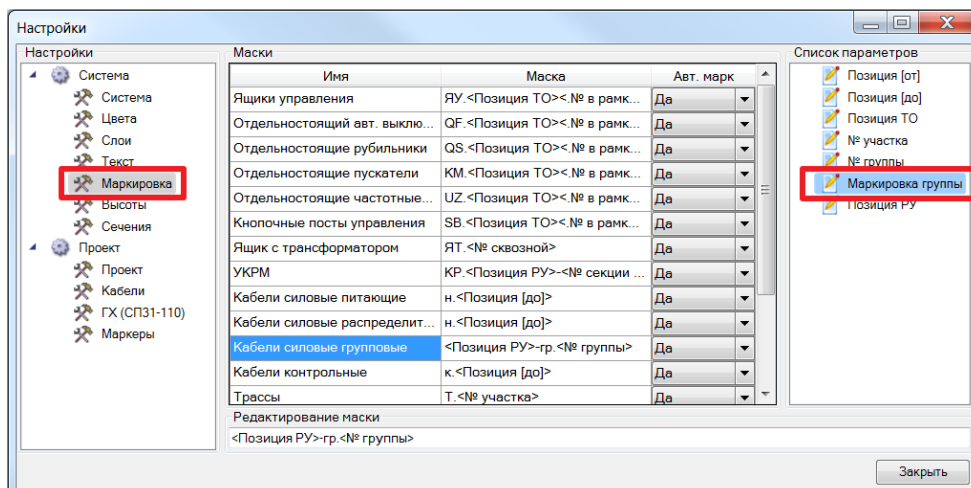 Настройки
Настройки
Система
Система
Цвета
Слои
Текст
Маркировка
Высоты
Сечения
Проект
Проект
Кабели
ГХ (СП31-110)
Маркеры
Маски
Имя Маска Авт. марк
Ящики управления ЯУ.<Позиция ТО><.№ в рамк... Да
Отдельностоящий авт. выклю... QF.<Позиция ТО><.№ в рамк... Да
Отдельностоящие рубильники QS.<Позиция ТО><.№ в рамк... Да
Отдельностоящие пускатели KM.<Позиция ТО><.№ в рамк... Да
Отдельностоящие частотные... UZ.<Позиция ТО><.№ в рамк... Да
Кнопочные посты управления SB.<Позиция ТО><.№ в рамк... Да
Ящик с трансформатором ЯТ.<№ сквозной> Да
УКРМ КР.<Позиция РУ>-<№ секции ... Да
Кабели силовые питающие н.<Позиция [до]> Да
Кабели силовые распределит... н.<Позиция [до]> Да
Кабели силовые групповые <Позиция РУ>-гр.<№ группы> Да
Кабели контрольные к.<Позиция [до]> Да
Трассы Т.<№ участка> Да
Редактирование маски
<Позиция РУ>-гр.<№ группы>
Список параметров
Позиция [от]
Позиция [до]
Позиция ТО
№ участка
№ группы
Маркировка группы
Позиция РУ
Закрыть